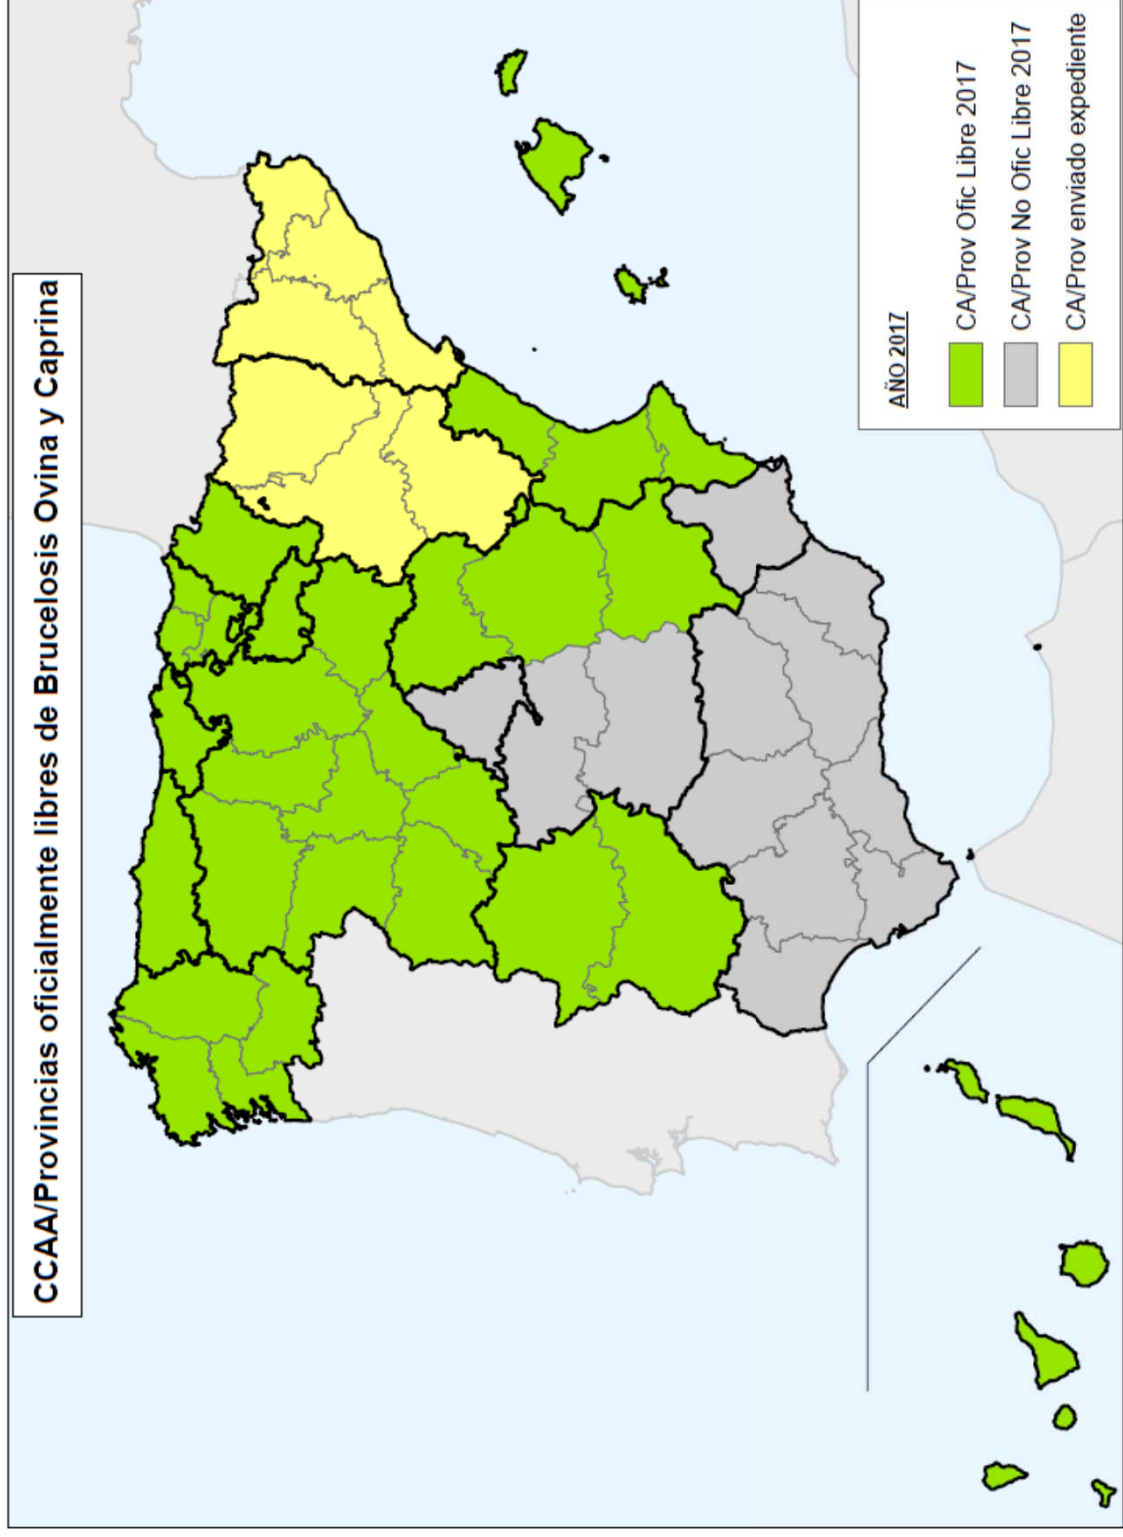 CCAA/Provincias oficialmente libres de Brucelosis Ovina y Caprina
AÑO 2017
CA/Prov Ofic Libre 2017
CA/Prov No Ofic Libre 2017
CA/Prov enviado expediente